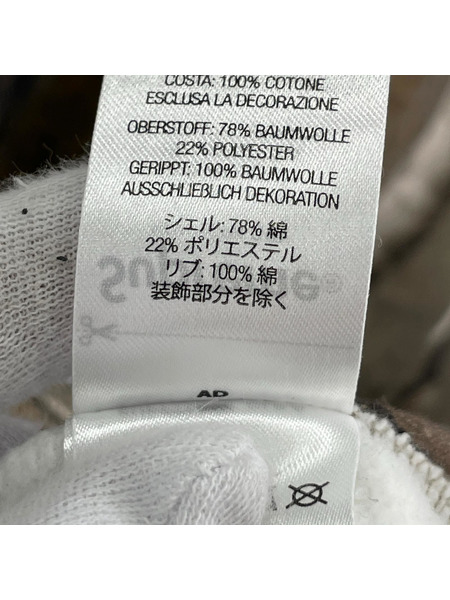 COSTA: 100% COTONE
ESCLUSA LA DECORAZIONE
OBERSTOFF: 78% BAUMWOLLE
22% POLYESTER
GERIPPT: 100% BAUMWOLLE
AUSSCHLIEßLICH DEKORATION
シェル: 78% 綿
22% ポリエステル
リブ: 100% 綿
装飾部分を除く
AD